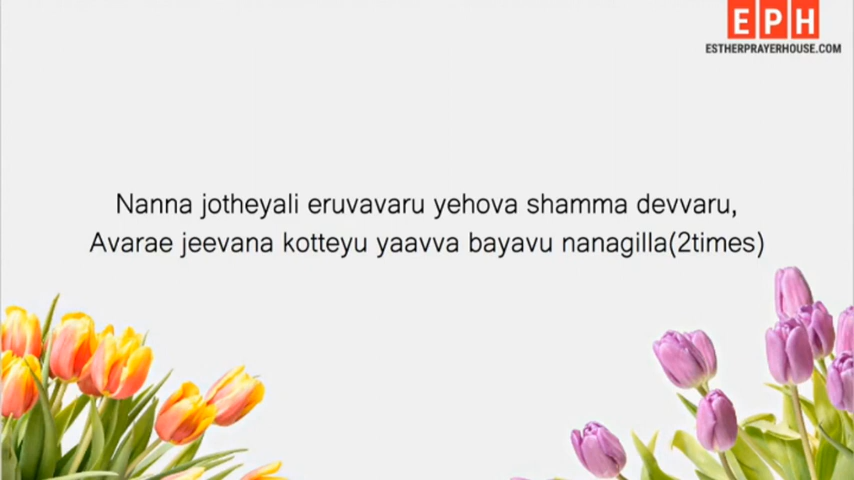 EPH
ESTHERPRAYERHOUSE.COM
Nanna jotheyali eruvavaru yehova shamma devvaru,
Avarae jeevana kotteyu yaavva bayavu nanagilla(2times)